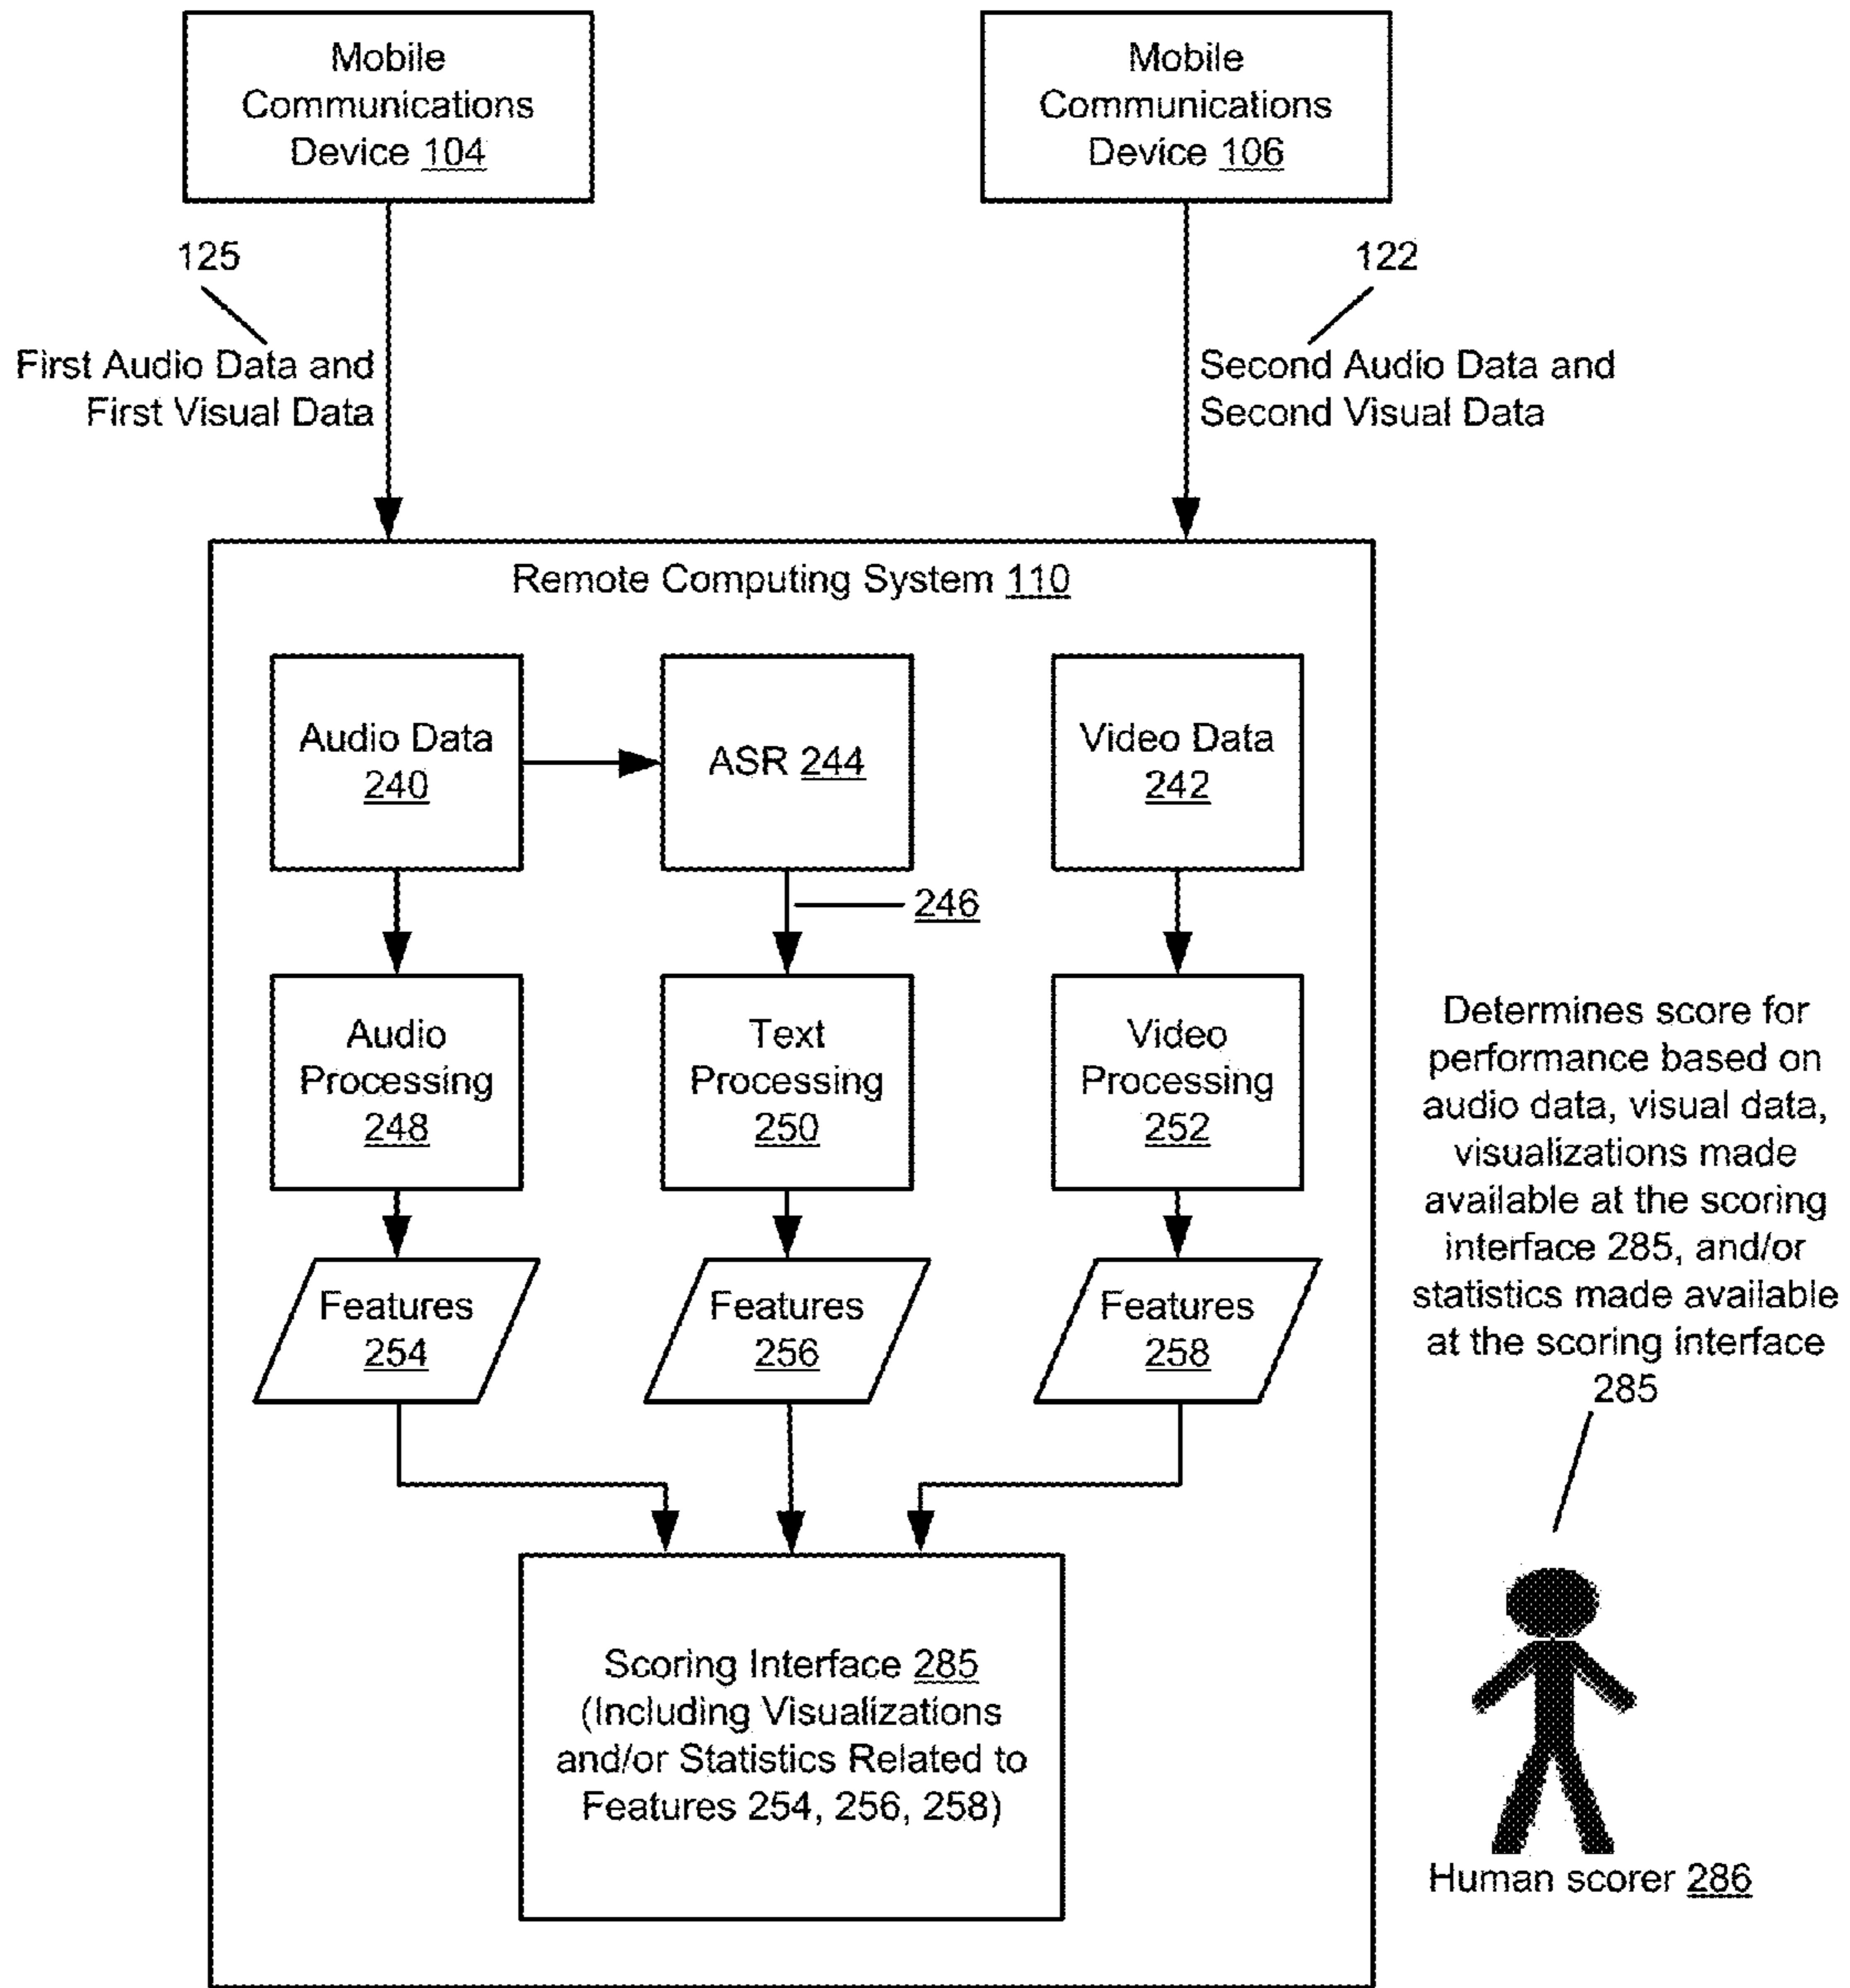 Mobile
Communications
Device 104
Mobile
Communications
Device 106
125
First Audio Data and
First Visual Data
122
Second Audio Data and
Second Visual Data
Remote Computing System 110
Audio Data
240
ASR 244
Video Data
242
246
Audio
Processing
248
Text
Processing
250
Video
Processing
252
Features
254
Features
256
Features
258
Scoring Interface 285
(Including Visualizations
and/or Statistics Related to
Features 254, 256, 258)
Determines score for
performance based on
audio data, visual data,
visualizations made
available at the scoring
interface 285, and/or
statistics made available
at the scoring interface
285
Human scorer 286